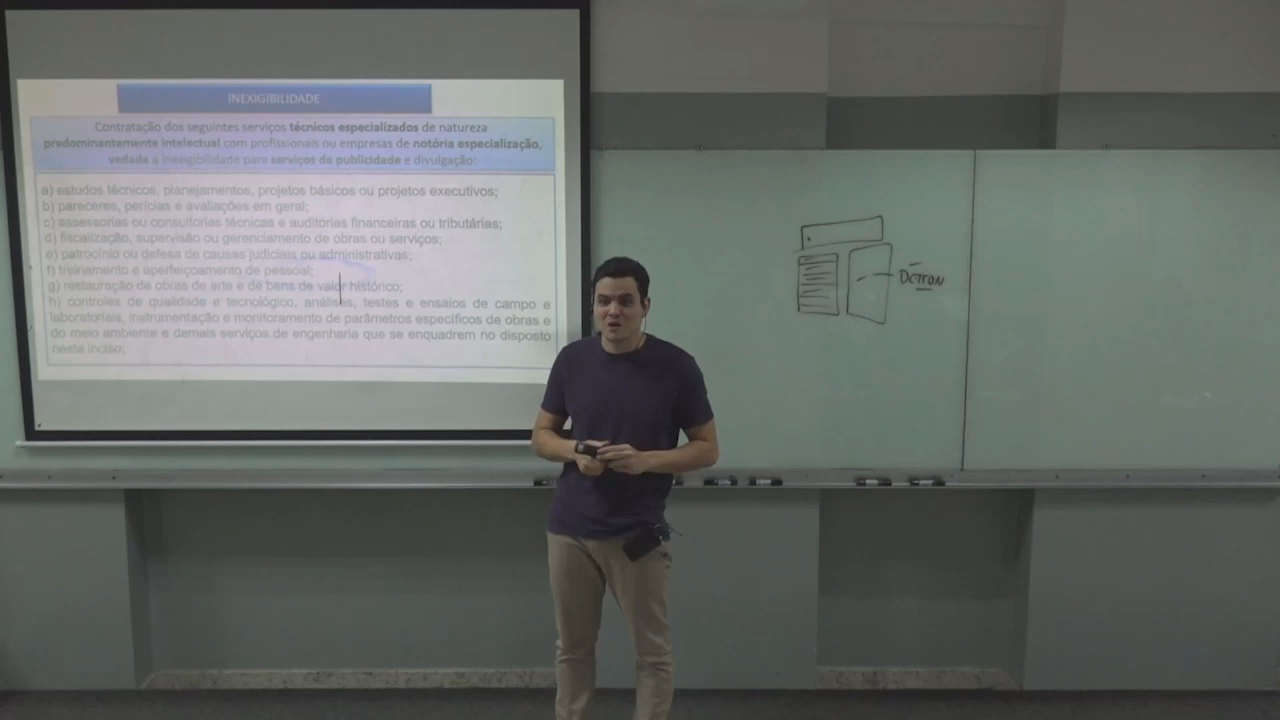 INEXIGIBILIDADE
Contratação dos seguintes serviços técnicos especializados de natureza
predominantemente intelectual com profissionais ou empresas de notória especialização,
vedada a inexigibilidade para serviços de publicidade e divulgação:
a) estudos técnicos, planejamentos, projetos básicos ou projetos executivos;
b) pareceres, perícias e avaliações em geral;
c) assessorias ou consultorias técnicas e auditorias financeiras ou tributárias;
d) fiscalização, supervisão ou gerenciamento de obras ou serviços;
e) patrocínio ou defesa de causas judiciais ou administrativas;
f) treinamento e aperfeiçoamento de pessoal;
g) restauração de obras de arte e de bens de valor histórico;
h) controles de qualidade e tecnológico, análises, testes e ensaios de campo e
laboratoriais, instrumentação e monitoramento de parâmetros específicos de obras e
do meio ambiente e demais serviços de engenharia que se enquadrem no disposto
neste inciso;